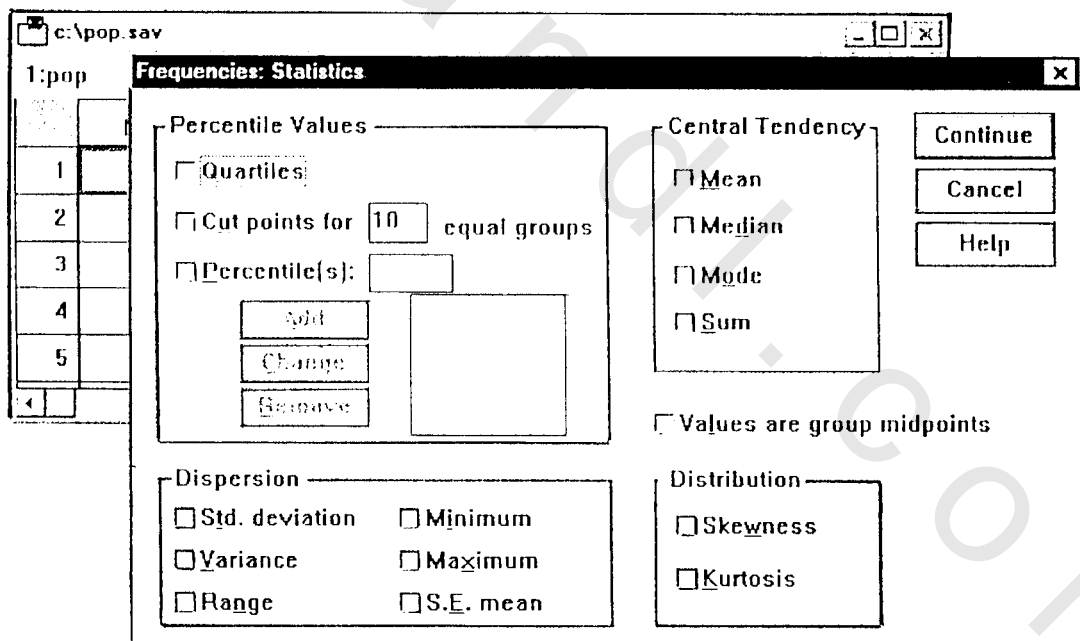 c:\pop.sav
1:pop
Frequencies: Statistics
1
2
3
4
5
Percentile Values
Quartiles
Cut points for 10 equal groups
Percentile(s):
Add
Change
Remove
Central Tendency
Mean
Median
Mode
Sum
Continue
Cancel
Help
Values are group midpoints
Dispersion
Std. deviation
Minimum
Variance
Maximum
Range
S.E. mean
Distribution
Skewness
Kurtosis